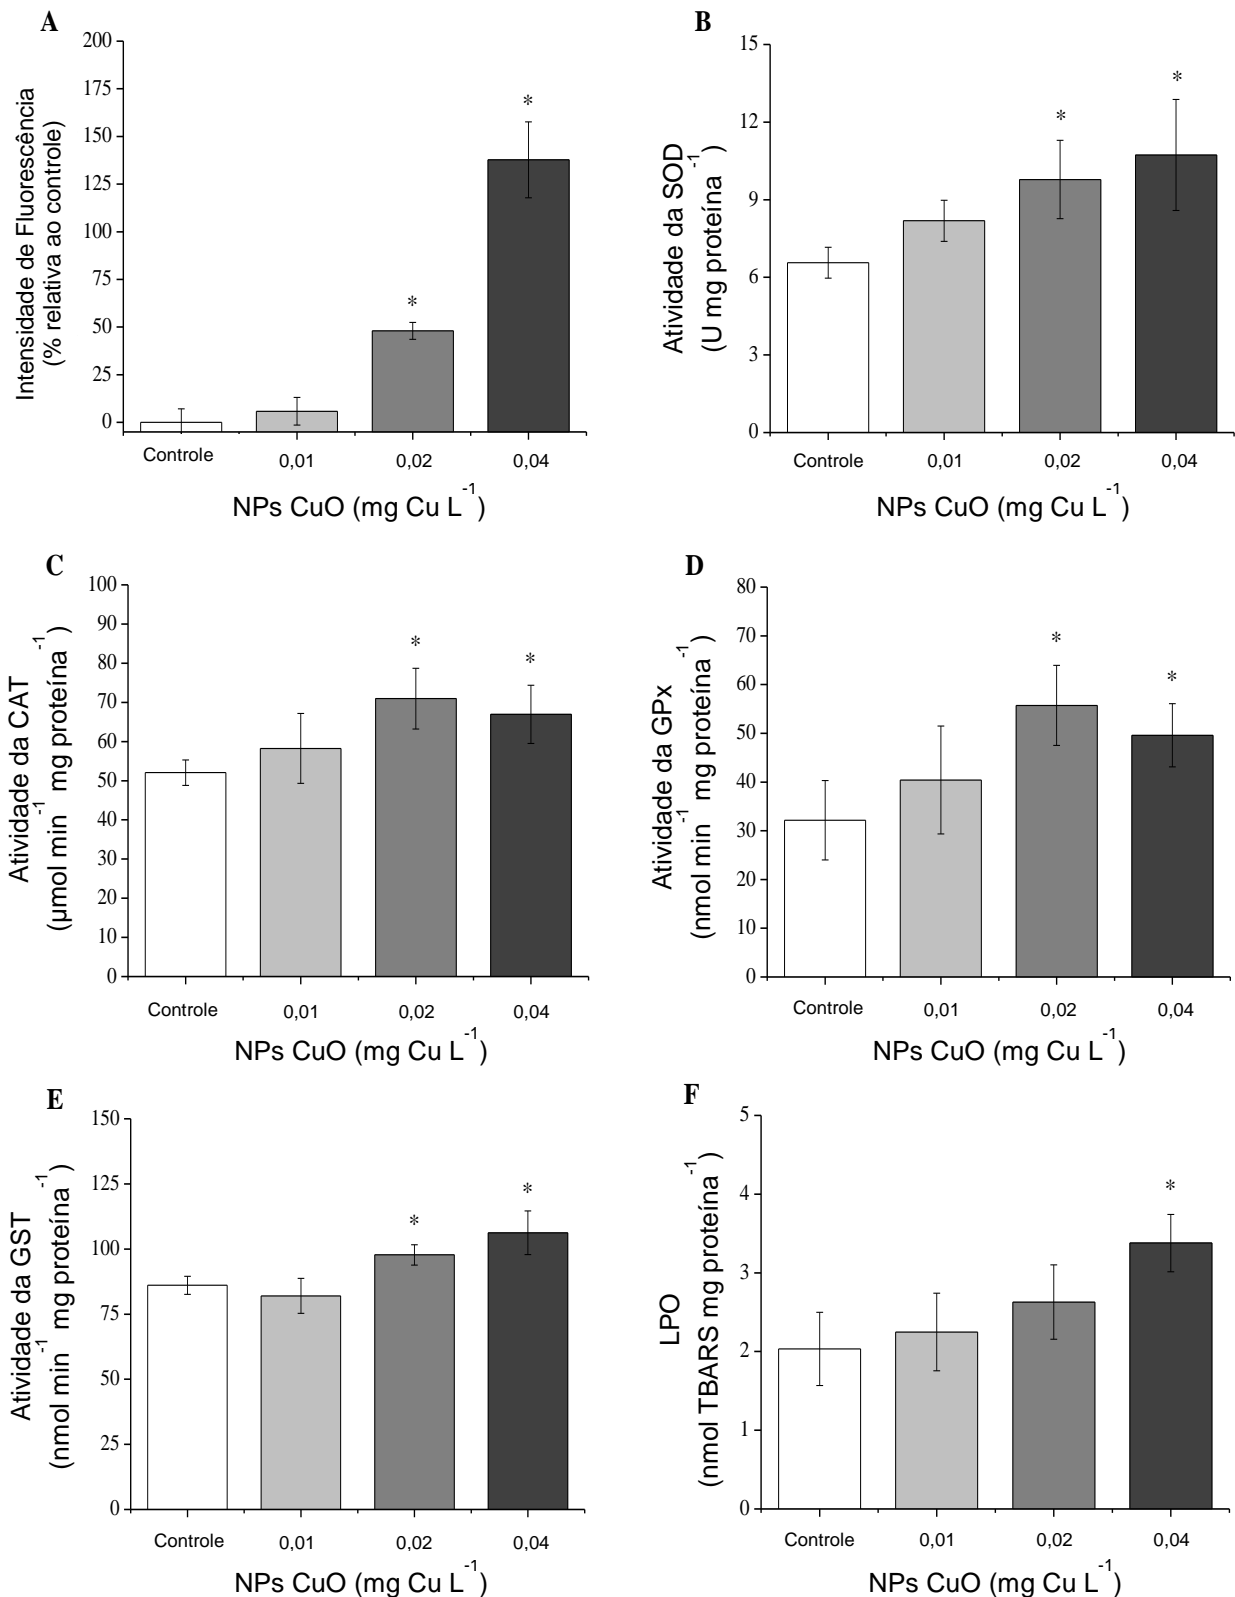 A
Intensidade de Fluorescência
(% relativa ao controle)
200
175
150
125
100
75
50
25
0
*
*
Controle 0,01 0,02 0,04
NPs CuO (mg Cu L-1)
B
Atividade da SOD
(U mg proteína-1)
15
12
9
6
3
0
*
*
Controle 0,01 0,02 0,04
NPs CuO (mg Cu L-1)
C
Atividade da CAT
(µmol min-1 mg proteína-1)
100
90
80
70
60
50
40
30
20
10
0
*
*
Controle 0,01 0,02 0,04
NPs CuO (mg Cu L-1)
D
Atividade da GPx
(nmol min-1 mg proteína-1)
80
70
60
50
40
30
20
10
0
*
*
Controle 0,01 0,02 0,04
NPs CuO (mg Cu L-1)
E
Atividade da GST
(nmol min-1 mg proteína-1)
150
125
100
75
50
25
0
*
*
Controle 0,01 0,02 0,04
NPs CuO (mg Cu L-1)
F
LPO
(nmol TBARS mg proteína-1)
5
4
3
2
1
0
*
Controle 0,01 0,02 0,04
NPs CuO (mg Cu L-1)